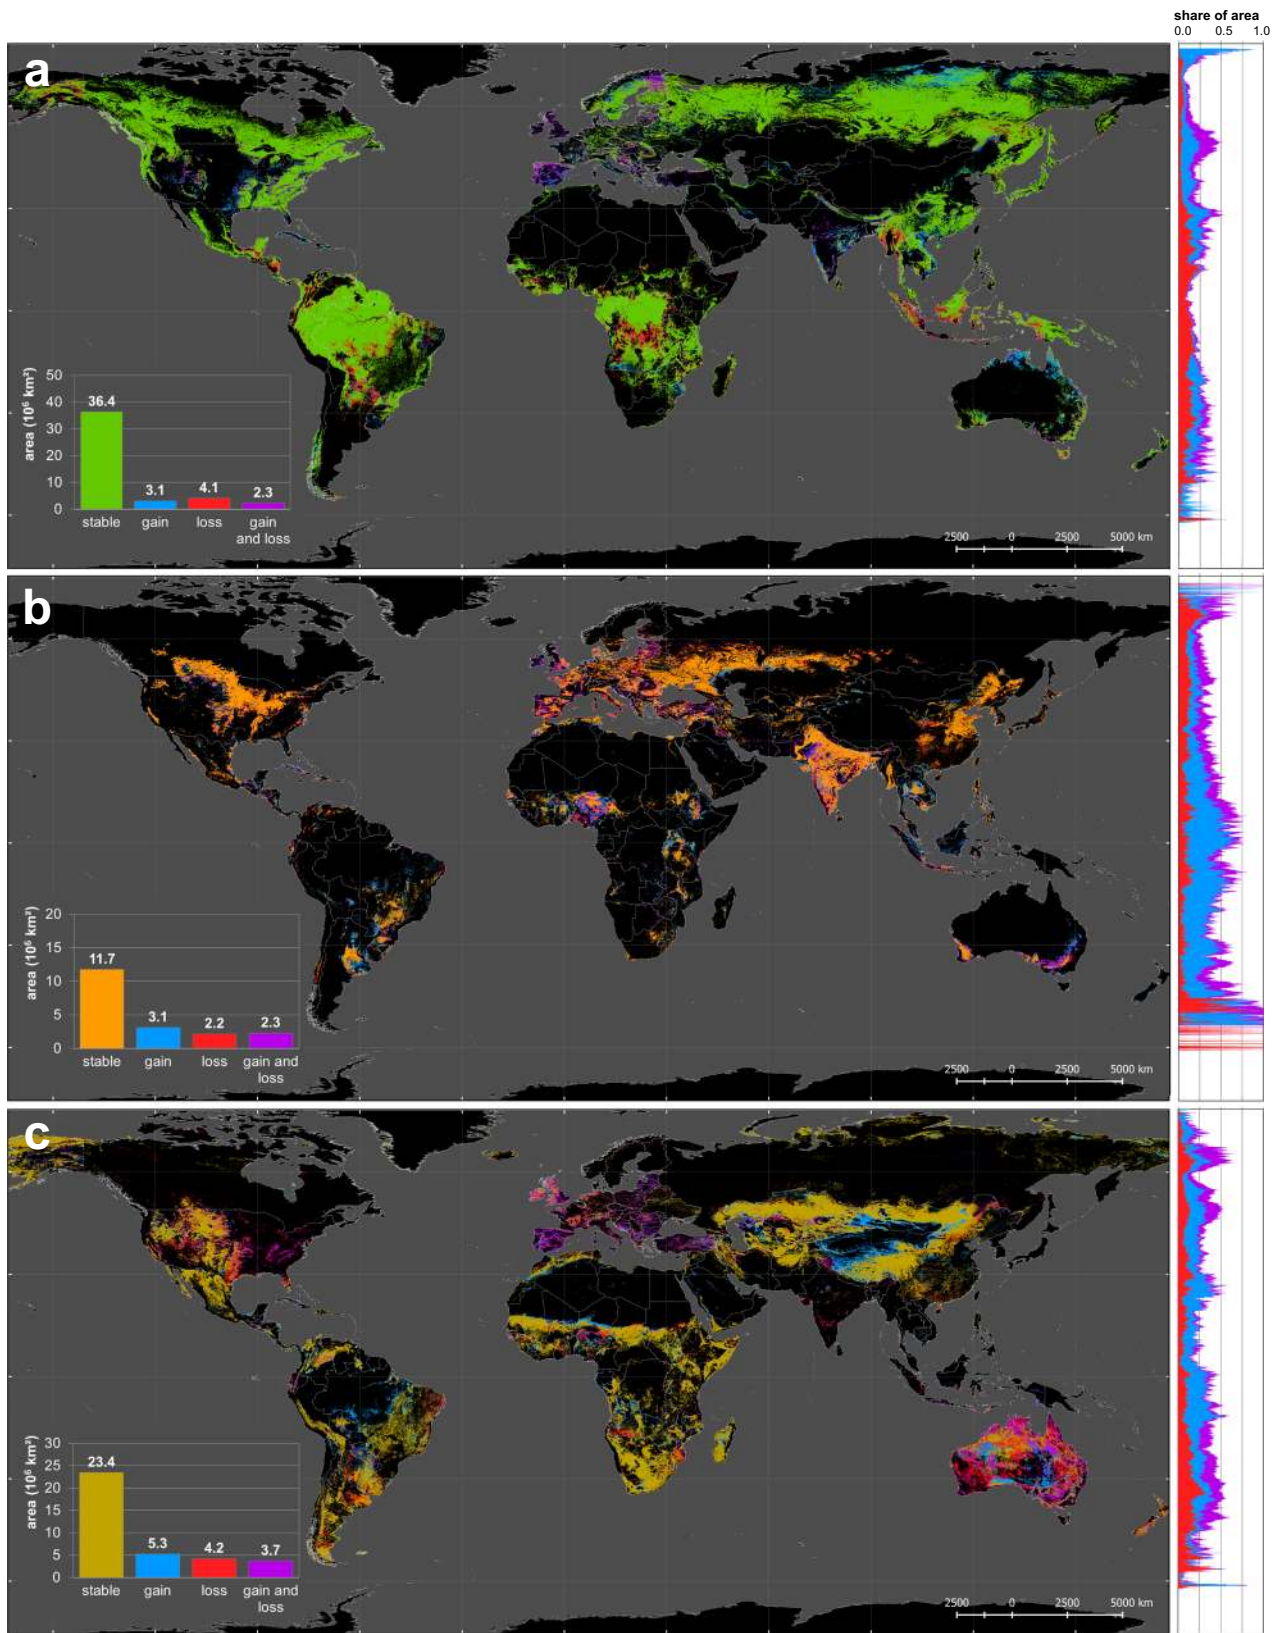 share of area
0.0 0.5 1.0
a
area (10⁶ km²)
50
40
30
20
10
0
36.4
3.1
4.1
2.3
stable gain loss gain
and loss
2500 0 2500 5000 km
b
area (10⁶ km²)
20
15
10
5
0
11.7
3.1
2.2
2.3
stable gain loss gain and
loss
2500 0 2500 5000 km
c
area (10⁶ km²)
30
25
20
15
10
5
0
23.4
5.3
4.2
3.7
stable gain loss gain and
loss
2500 0 2500 5000 km